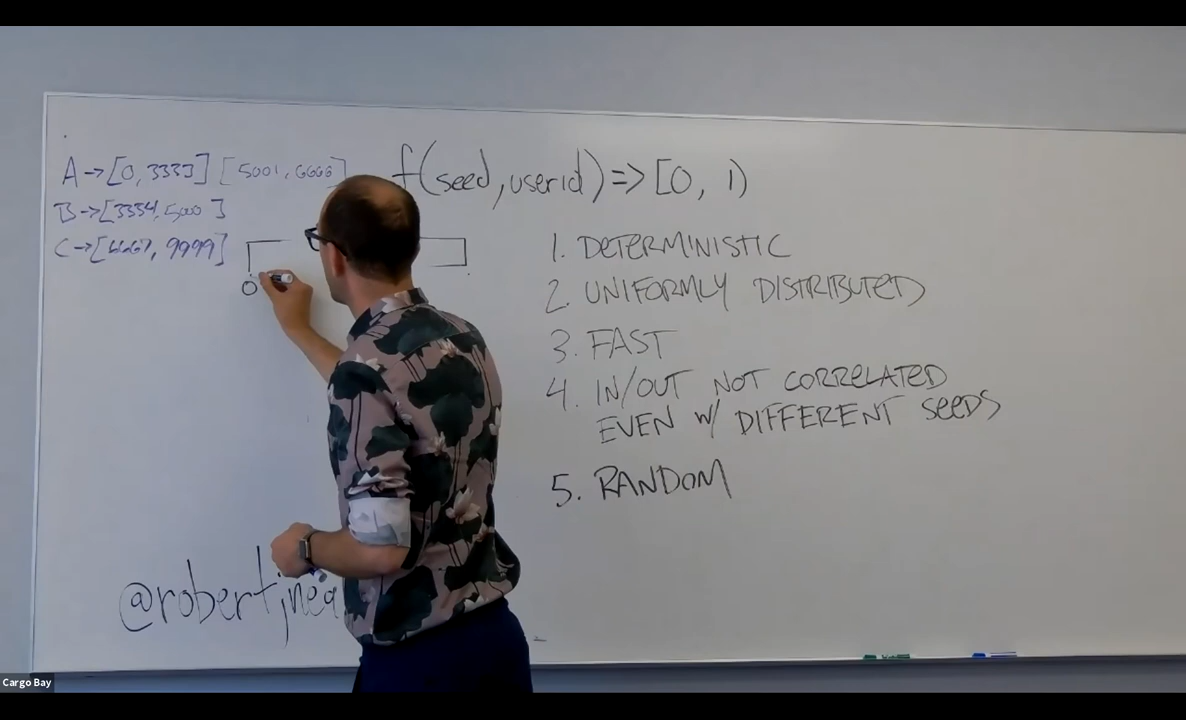 A→[0,3333] [5001,6666]
B→[3334,5000]
C→[6667,9999]
f(seed,userid)=>[0, 1)
0
1. DETERMINISTIC
2. UNIFORMLY DISTRIBUTED
3. FAST
4. IN/OUT NOT CORRELATED
EVEN W/ DIFFERENT SEEDS
5. RANDOM
Cargo Bay